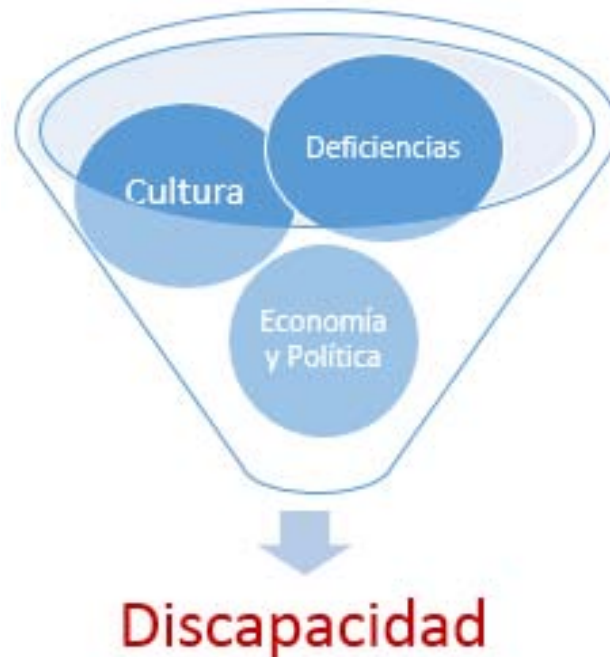 Deficiencias
Cultura
Economía
y Política
Discapacidad